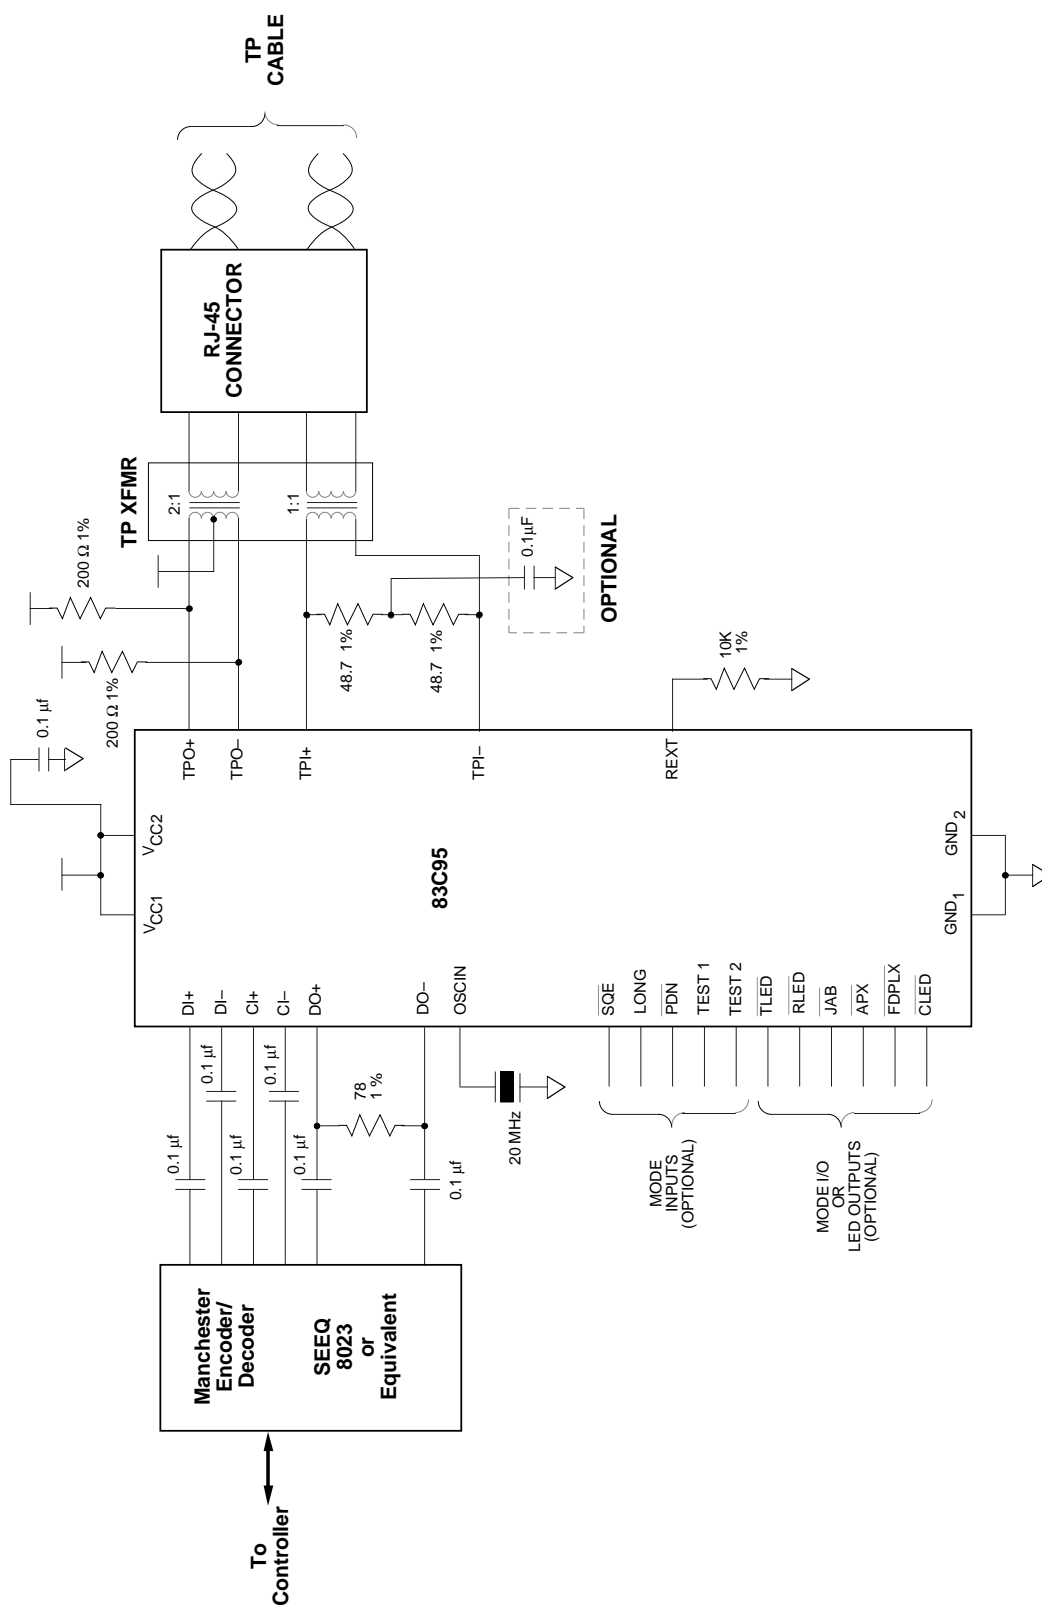 To
Controller
Manchester
Encoder/
Decoder
SEEQ
8023
or
Equivalent
0.1 µf
0.1 µf
0.1 µf
0.1 µf
0.1 µf
0.1 µf
78
1 %
20 MHz
MODE
INPUTS
(OPTIONAL)
MODE I/O
OR
LED OUTPUTS
(OPTIONAL)
DI+
DI–
CI+
CI–
DO+
DO–
OSCIN
SQE
LONG
PDN
TEST 1
TEST 2
TLED
RLED
JAB
APX
FDPLX
CLED
VCC1
VCC2
83C95
GND1
GND2
TPO+
TPO–
TPI+
TPI–
REXT
0.1 µf
200 Ω 1%
200 Ω 1%
48.7 1%
48.7 1%
10K
1%
0.1µF
OPTIONAL
TP XFMR
2:1
1:1
RJ-45
CONNECTOR
TP
CABLE